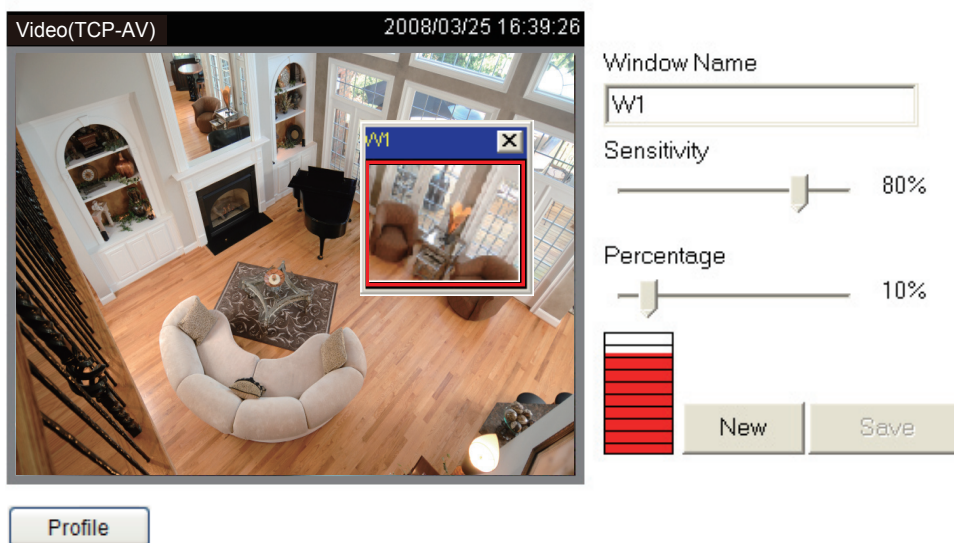 Video(TCP-AV) 2008/03/25 16:39:26
Window Name
W1
W1
Sensitivity
80%
Percentage
10%
New Save
Profile